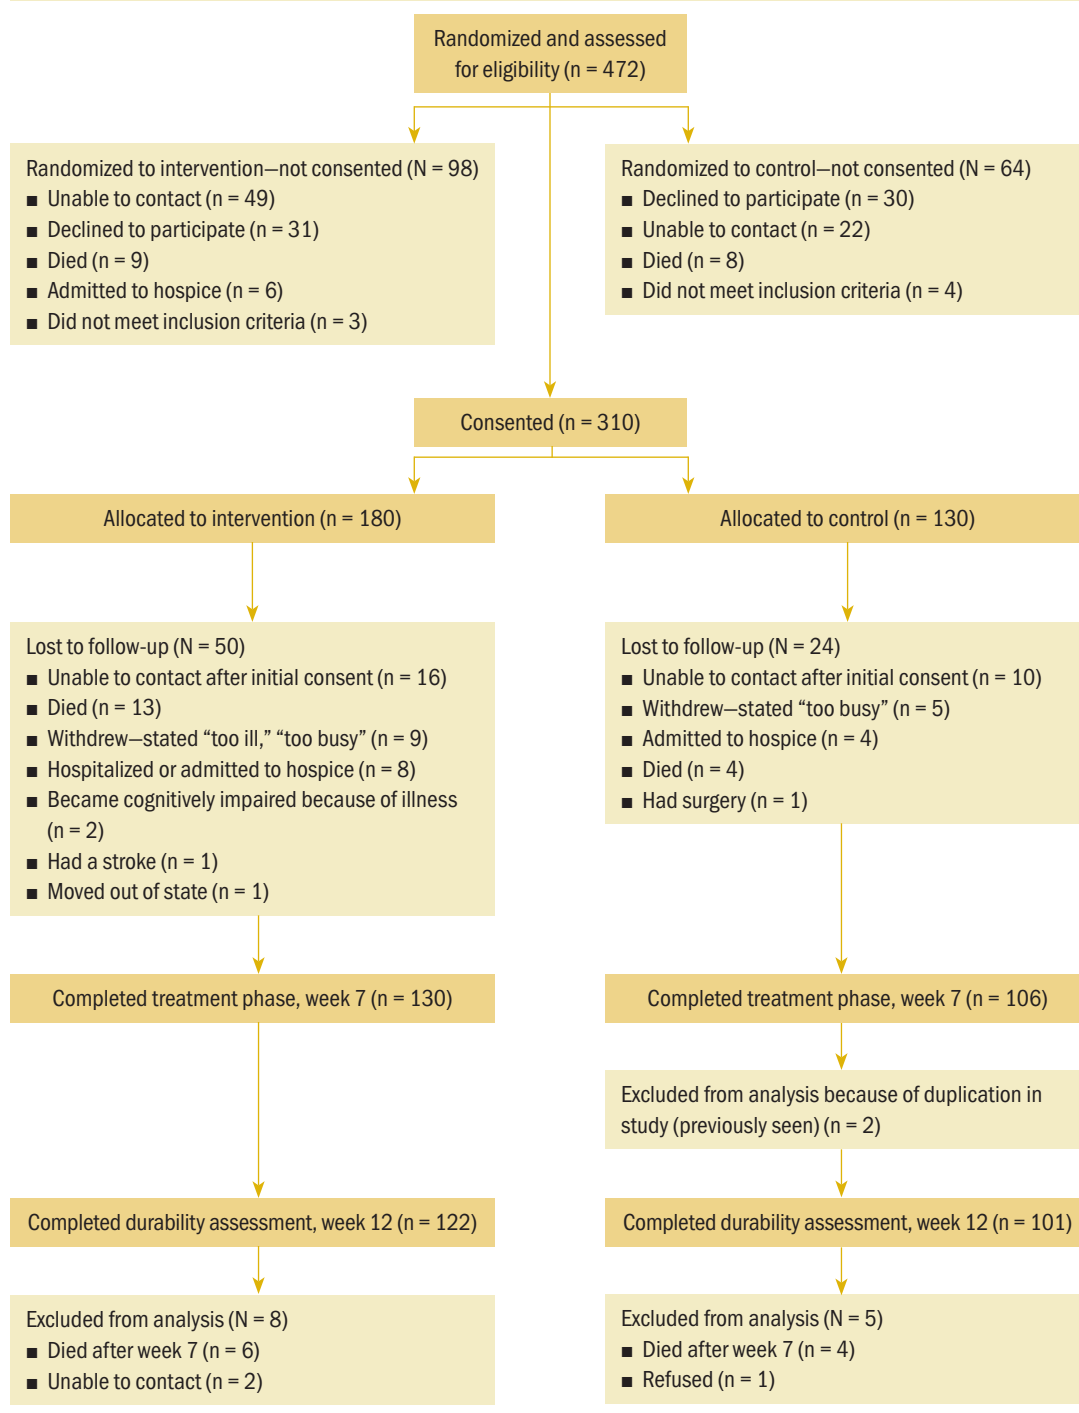 Randomized and assessed
for eligibility (n = 472)
Randomized to intervention—not consented (N = 98)
■ Unable to contact (n = 49)
■ Declined to participate (n = 31)
■ Died (n = 9)
■ Admitted to hospice (n = 6)
■ Did not meet inclusion criteria (n = 3)
Randomized to control—not consented (N = 64)
■ Declined to participate (n = 30)
■ Unable to contact (n = 22)
■ Died (n = 8)
■ Did not meet inclusion criteria (n = 4)
Consented (n = 310)
Allocated to intervention (n = 180)
Allocated to control (n = 130)
Lost to follow-up (N = 50)
■ Unable to contact after initial consent (n = 16)
■ Died (n = 13)
■ Withdrew—stated “too ill,” “too busy” (n = 9)
■ Hospitalized or admitted to hospice (n = 8)
■ Became cognitively impaired because of illness
(n = 2)
■ Had a stroke (n = 1)
■ Moved out of state (n = 1)
Lost to follow-up (N = 24)
■ Unable to contact after initial consent (n = 10)
■ Withdrew—stated “too busy” (n = 5)
■ Admitted to hospice (n = 4)
■ Died (n = 4)
■ Had surgery (n = 1)
Completed treatment phase, week 7 (n = 130)
Completed treatment phase, week 7 (n = 106)
Excluded from analysis because of duplication in
study (previously seen) (n = 2)
Completed durability assessment, week 12 (n = 122)
Completed durability assessment, week 12 (n = 101)
Excluded from analysis (N = 8)
■ Died after week 7 (n = 6)
■ Unable to contact (n = 2)
Excluded from analysis (N = 5)
■ Died after week 7 (n = 4)
■ Refused (n = 1)